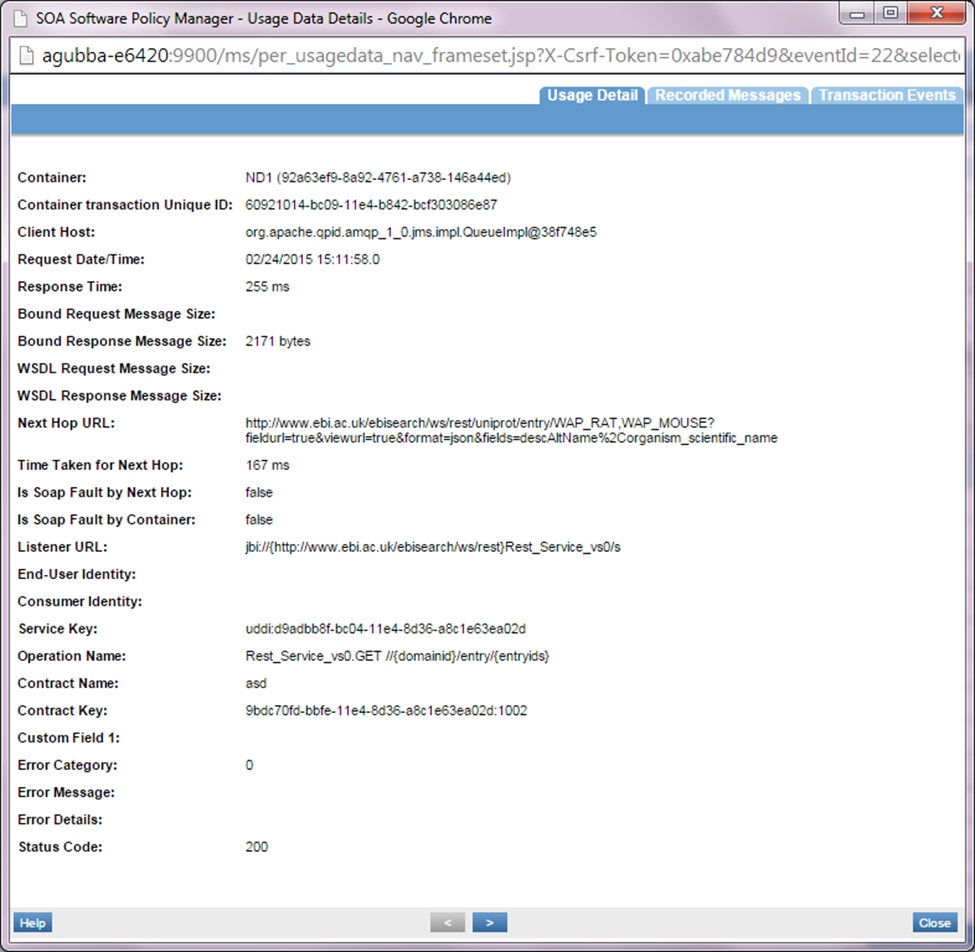 SOA Software Policy Manager - Usage Data Details - Google Chrome
agubba-e6420:9900/ms/per_usagedata_nav_frameset.jsp?X-Csrf-Token=0xabe784d9&eventId=22&select
Usage Detail Recorded Messages Transaction Events
Container: ND1 (92a63ef9-8a92-4761-a738-146a44ed)
Container transaction Unique ID: 60921014-bc09-11e4-b842-bcf303086e87
Client Host: org.apache.qpid.amqp_1_0.jms.impl.QueueImpl@38f748e5
Request Date/Time: 02/24/2015 15:11:58.0
Response Time: 255 ms
Bound Request Message Size:
Bound Response Message Size: 2171 bytes
WSDL Request Message Size:
WSDL Response Message Size:
Next Hop URL: http://www.ebi.ac.uk/ebisearch/ws/rest/uniprot/entry/WAP_RAT,WAP_MOUSE?
fieldurl=true&viewurl=true&format=json&fields=descAltName%2Corganism_scientific_name
Time Taken for Next Hop: 167 ms
Is Soap Fault by Next Hop: false
Is Soap Fault by Container: false
Listener URL: jbi://{http://www.ebi.ac.uk/ebisearch/ws/rest}Rest_Service_vs0/s
End-User Identity:
Consumer Identity:
Service Key: uddi:d9adbb8f-bc04-11e4-8d36-a8c1e63ea02d
Operation Name: Rest_Service_vs0.GET //{domainid}/entry/{entryids}
Contract Name: asd
Contract Key: 9bdc70fd-bbfe-11e4-8d36-a8c1e63ea02d:1002
Custom Field 1:
Error Category: 0
Error Message:
Error Details:
Status Code: 200
Help < > Close